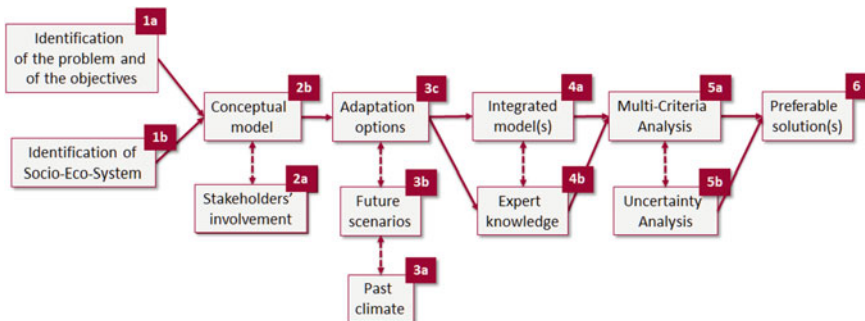 1a
Identification
of the problem and
of the objectives
1b
Identification of
Socio-Eco-System
2b
Conceptual
model
2a
Stakeholders’
involvement
3c
Adaptation
options
3b
Future
scenarios
3a
Past
climate
4a
Integrated
model(s)
4b
Expert
knowledge
5a
Multi-Criteria
Analysis
5b
Uncertainty
Analysis
6
Preferable
solution(s)